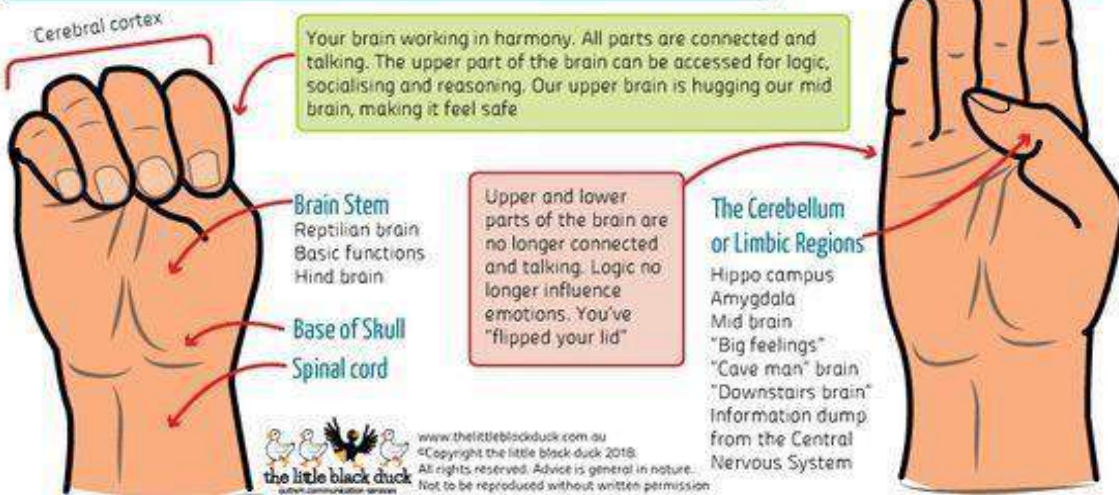 Cerebral cortex
Your brain working in harmony. All parts are connected and
talking. The upper part of the brain can be accessed for logic,
socialising and reasoning. Our upper brain is hugging our mid
brain, making it feel safe
Brain Stem
Reptilian brain
Basic functions
Hind brain
Base of Skull
Spinal cord
Upper and lower
parts of the brain are
no longer connected
and talking. Logic no
longer influence
emotions. You've
"flipped your lid"
The Cerebellum
or Limbic Regions
Hippo campus
Amygdala
Mid brain
"Big feelings"
"Cave man" brain
"Downstairs brain"
Information dump
from the Central
Nervous System
the little black duck
autism communication services
www.thelittleblackduck.com.au
©Copyright the little black duck 2018.
All rights reserved. Advice is general in nature.
Not to be reproduced without written permission